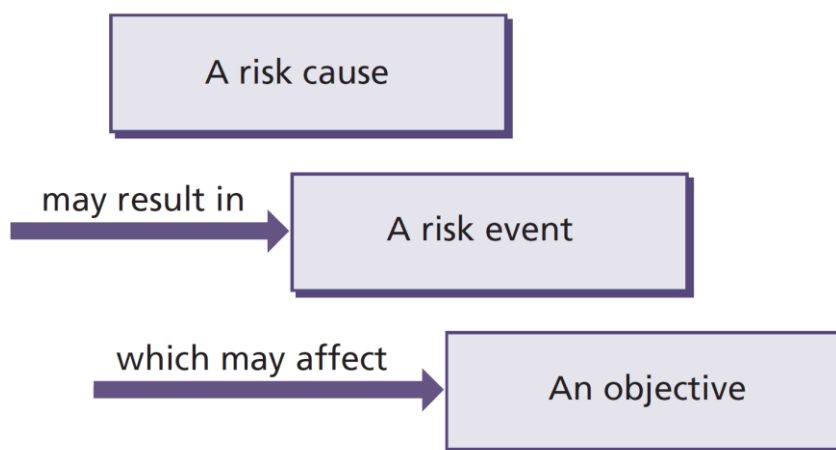 A risk cause
may result in
A risk event
which may affect
An objective